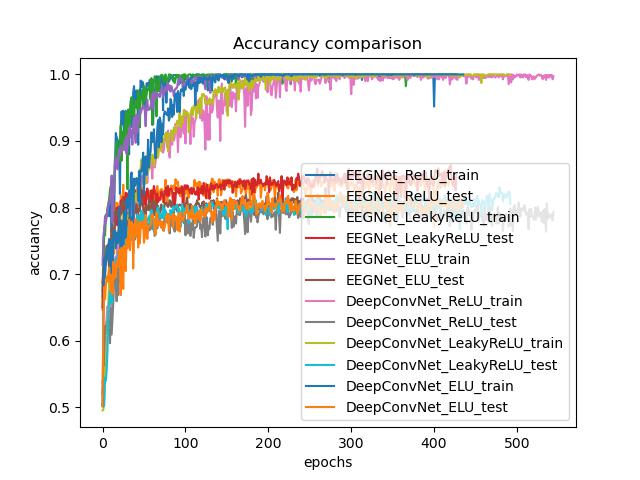 Accurancy comparison
1.0
0.9
0.8
0.7
0.6
0.5
accuancy
0
100
200
300
400
500
epochs
EEGNet_ReLU_train
EEGNet_ReLU_test
EEGNet_LeakyReLU_train
EEGNet_LeakyReLU_test
EEGNet_ELU_train
EEGNet_ELU_test
DeepConvNet_ReLU_train
DeepConvNet_ReLU_test
DeepConvNet_LeakyReLU_train
DeepConvNet_LeakyReLU_test
DeepConvNet_ELU_train
DeepConvNet_ELU_test